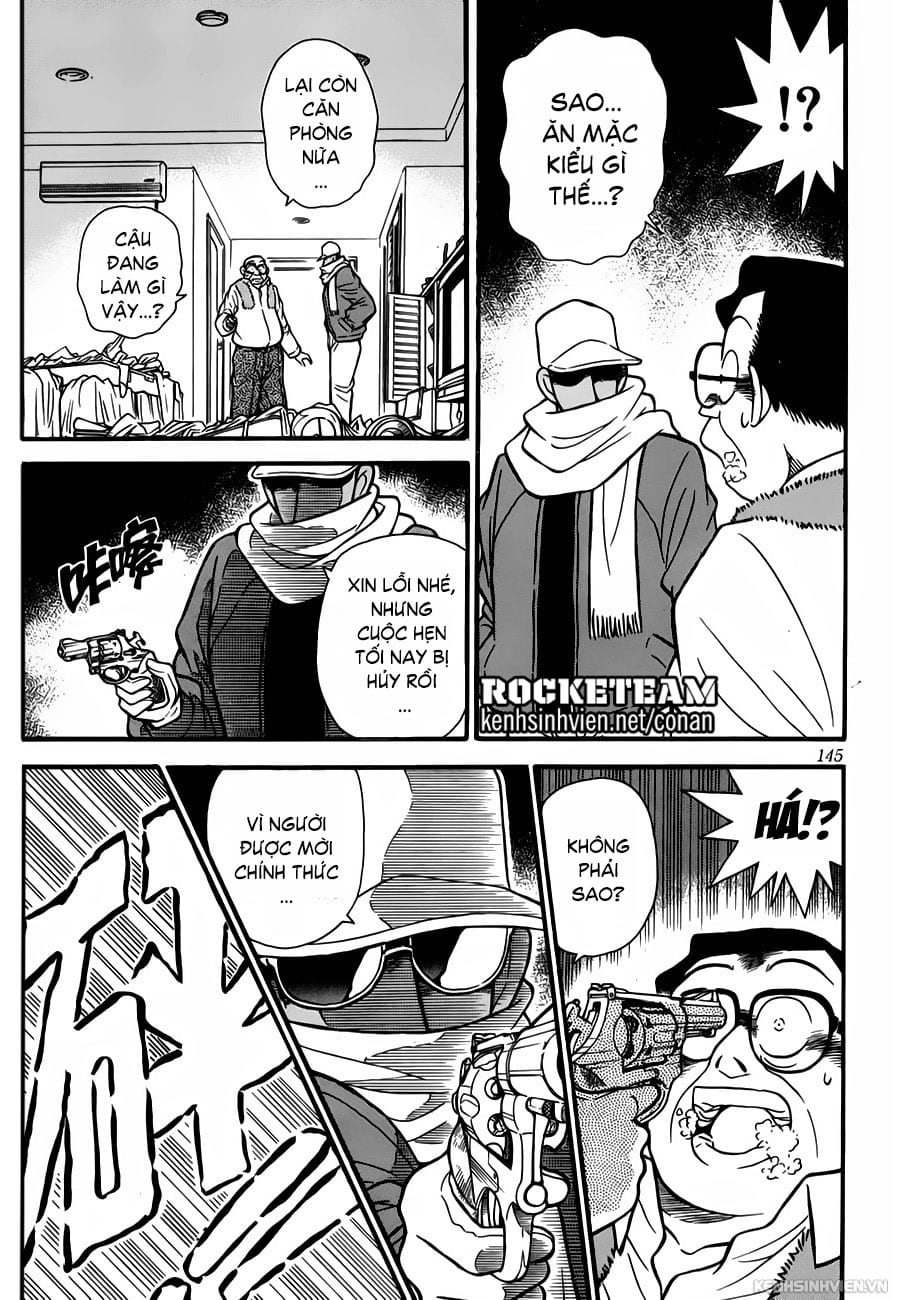 !?
SAO...
ĂN MẶC
KIỂU GÌ
THẾ...?
LẠI CÒN
CĂN
PHÒNG
NỮA
...
CẬU
ĐANG
LÀM GÌ
VẬY...?
咔嚓
XIN LỖI NHÉ,
NHƯNG
CUỘC HẸN
TỐI NAY BỊ
HỦY RỒI
...
ROCKETEAM
kenhsinhvien.net/conan
145
HÁ!?
KHÔNG
PHẢI
SAO?
VÌ NGƯỜI
ĐƯỢC MỜI
CHÍNH THỨC
...
砰
KENHSINHVIEN.VN